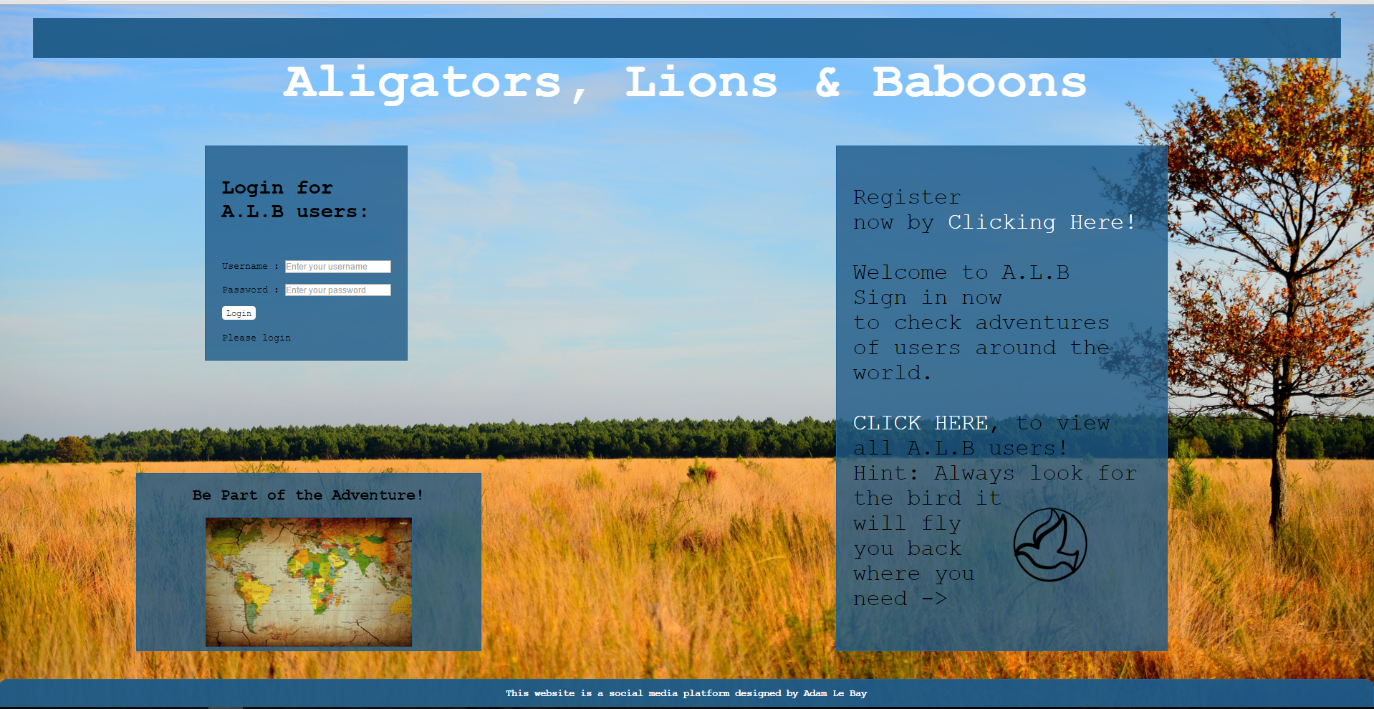 Aligators, Lions & Baboons
Login for
A.L.B users:
Username :
Enter your username
Password :
Enter your password
Login
Please login
Be Part of the Adventure!
Register
now by Clicking Here!
Welcome to A.L.B
Sign in now
to check adventures
of users around the
world.
CLICK HERE, to view
all A.L.B users!
Hint: Always look for
the bird it
will fly
you back
where you
need ->
This website is a social media platform designed by Adam Le Bay